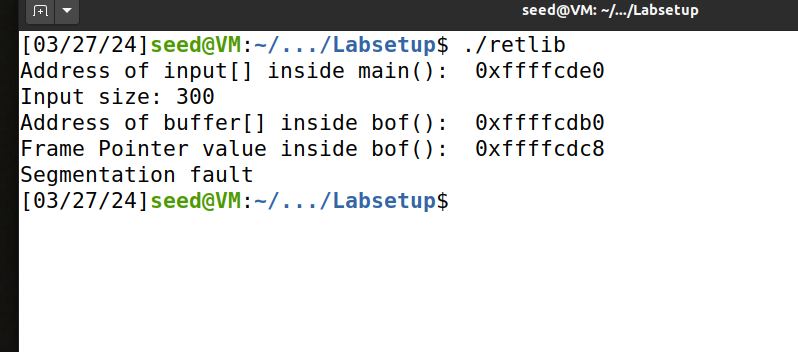 seed@VM: ~/.../Labsetup
[03/27/24]seed@VM:~/.../Labsetup$ ./retlib
Address of input[] inside main():  0xffffcde0
Input size: 300
Address of buffer[] inside bof():  0xffffcdb0
Frame Pointer value inside bof():  0xffffcdc8
Segmentation fault
[03/27/24]seed@VM:~/.../Labsetup$